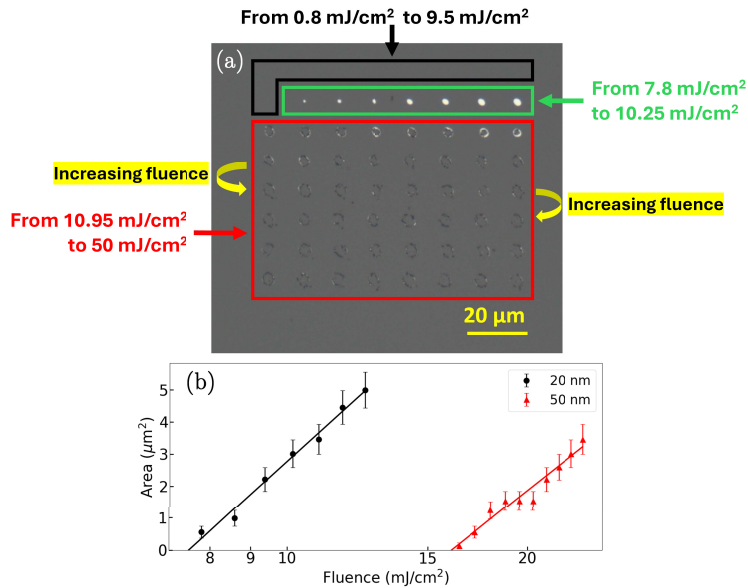 From 0.8 mJ/cm² to 9.5 mJ/cm²
(a)
From 7.8 mJ/cm²
to 10.25 mJ/cm²
Increasing fluence
Increasing fluence
From 10.95 mJ/cm²
to 50 mJ/cm²
20 µm
(b)
20 nm
50 nm
Area (μm²)
5
4
3
2
1
0
8 9 10 15 20
Fluence (mJ/cm²)